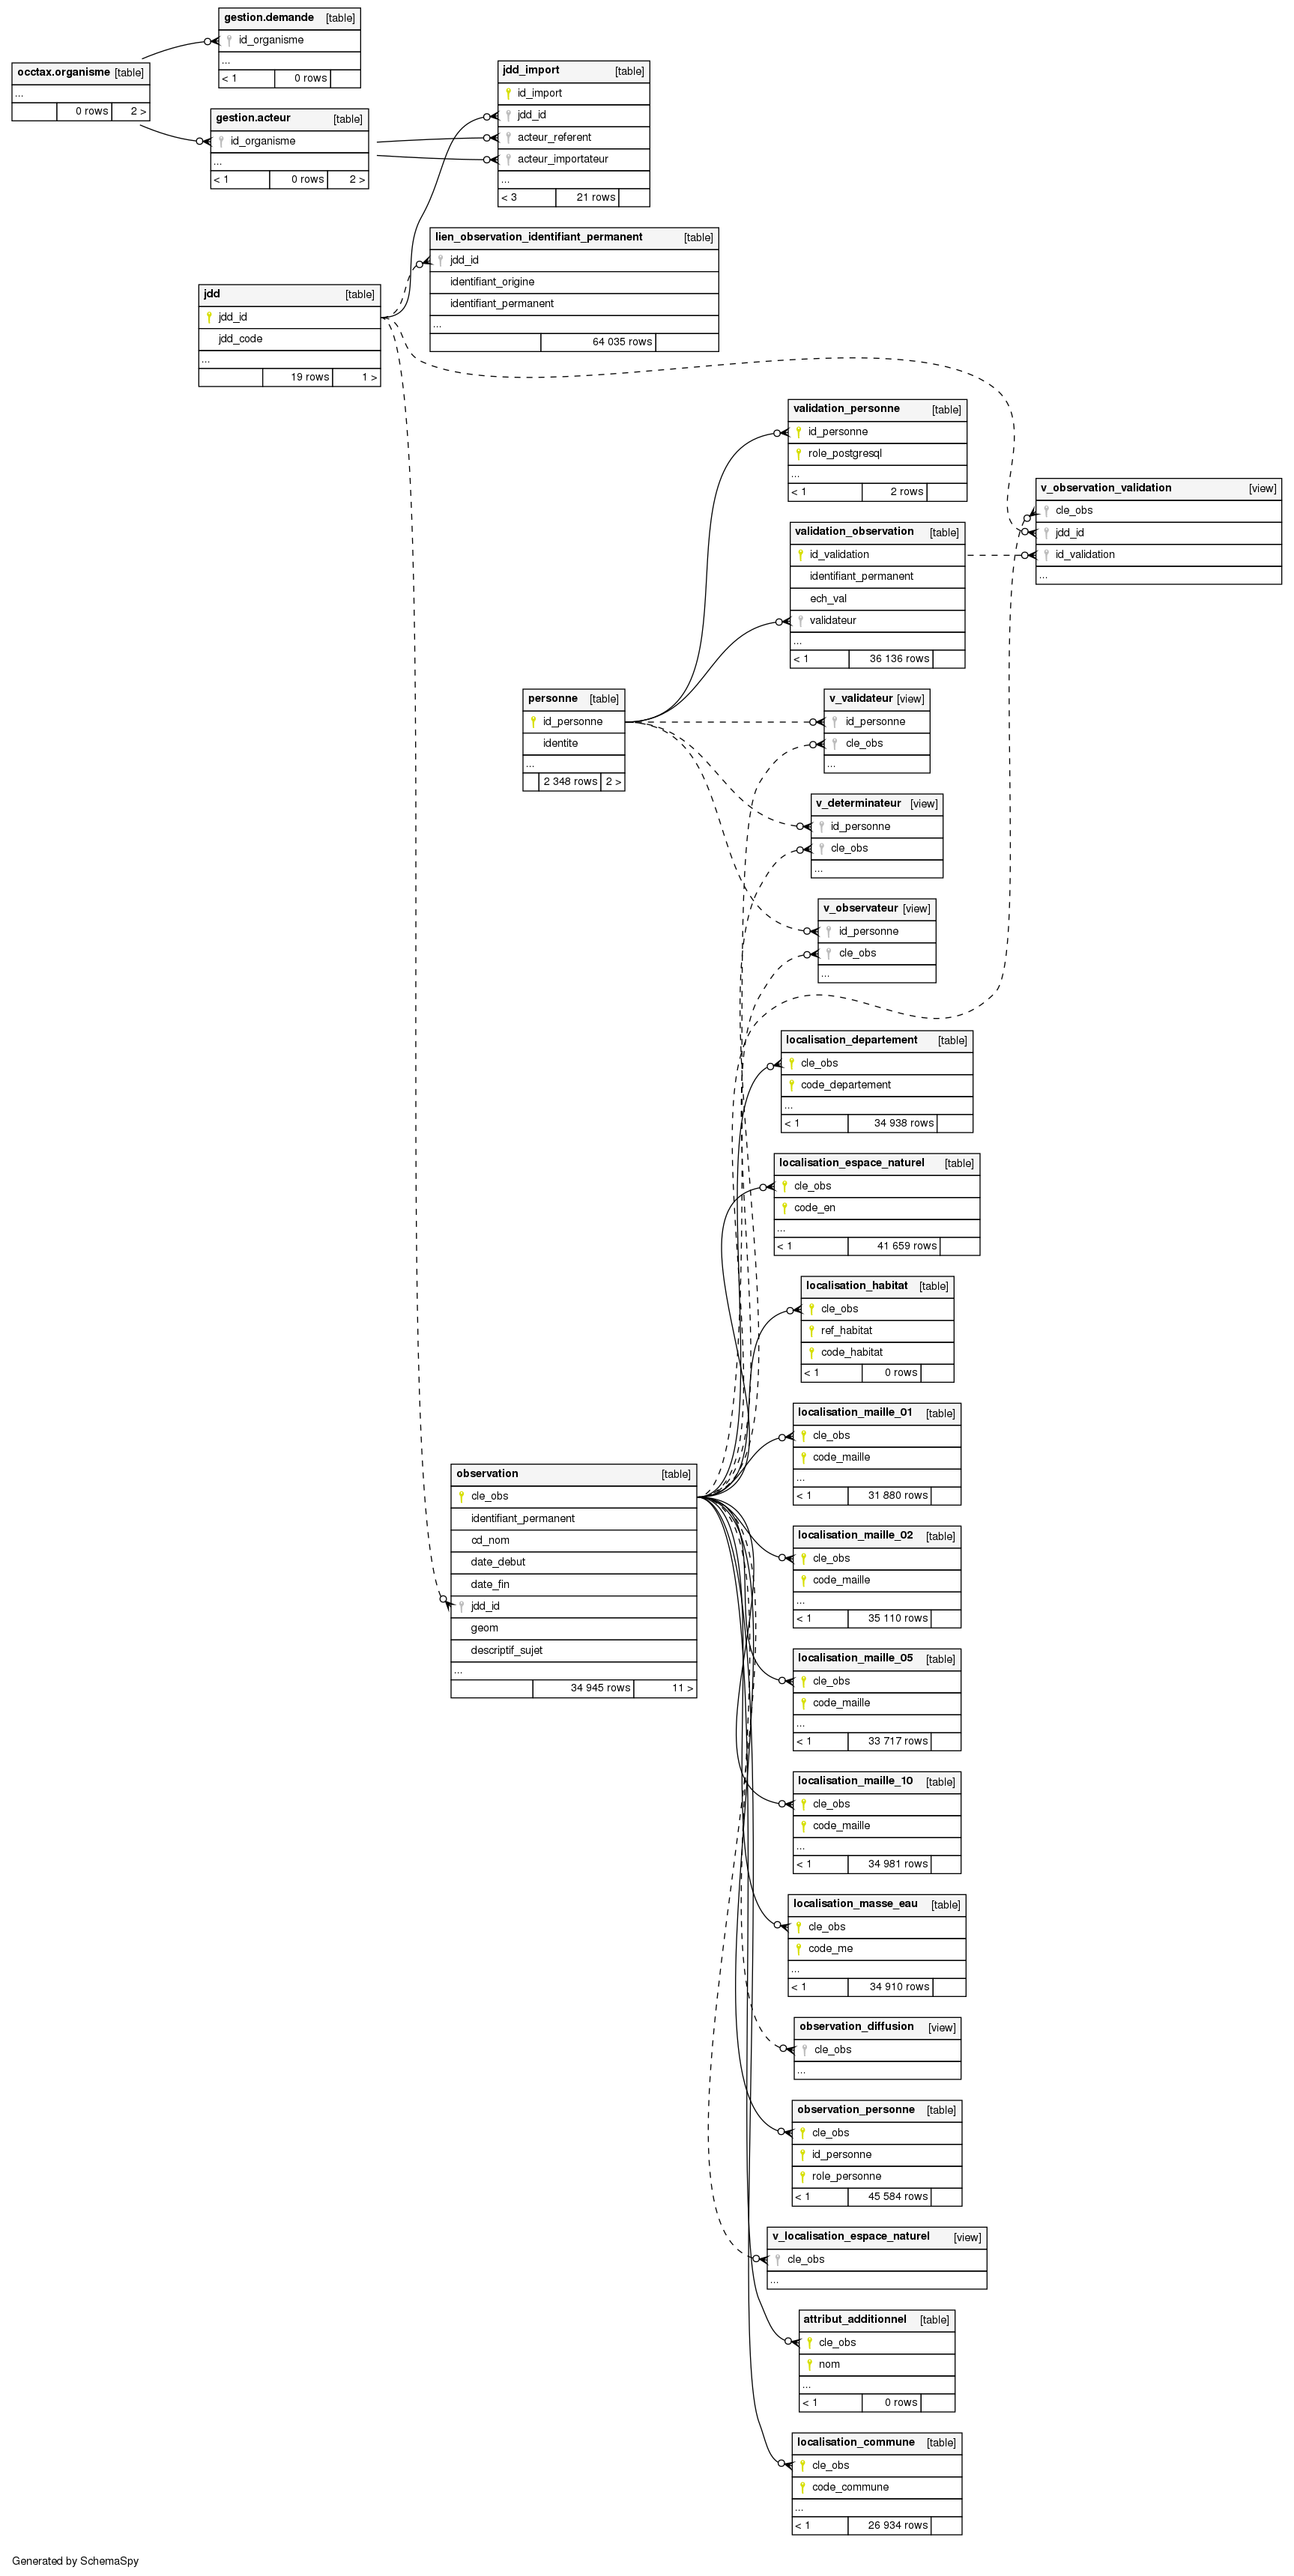 gestion.demande [table]
id_organisme
...
< 1 0 rows
occtax.organisme [table]
...
0 rows 2 >
gestion.acteur [table]
id_organisme
...
< 1 0 rows 2 >
jdd_import [table]
id_import
jdd_id
acteur_referent
acteur_importateur
...
< 3 21 rows
lien_observation_identifiant_permanent [table]
jdd_id
identifiant_origine
identifiant_permanent
...
64 035 rows
jdd [table]
jdd_id
jdd_code
...
19 rows 1 >
validation_personne [table]
id_personne
role_postgresql
...
< 1 2 rows
v_observation_validation [view]
cle_obs
jdd_id
id_validation
...
validation_observation [table]
id_validation
identifiant_permanent
ech_val
validateur
...
< 1 36 136 rows
personne [table]
id_personne
identite
...
2 348 rows 2 >
v_validateur [view]
id_personne
cle_obs
...
v_determinateur [view]
id_personne
cle_obs
...
v_observateur [view]
id_personne
cle_obs
...
localisation_departement [table]
cle_obs
code_departement
...
< 1 34 938 rows
localisation_espace_naturel [table]
cle_obs
code_en
...
< 1 41 659 rows
localisation_habitat [table]
cle_obs
ref_habitat
code_habitat
< 1 0 rows
localisation_maille_01 [table]
cle_obs
code_maille
...
< 1 31 880 rows
observation [table]
cle_obs
identifiant_permanent
cd_nom
date_debut
date_fin
jdd_id
geom
descriptif_sujet
...
34 945 rows 11 >
localisation_maille_02 [table]
cle_obs
code_maille
...
< 1 35 110 rows
localisation_maille_05 [table]
cle_obs
code_maille
...
< 1 33 717 rows
localisation_maille_10 [table]
cle_obs
code_maille
...
< 1 34 981 rows
localisation_masse_eau [table]
cle_obs
code_me
...
< 1 34 910 rows
observation_diffusion [view]
cle_obs
...
observation_personne [table]
cle_obs
id_personne
role_personne
< 1 45 584 rows
v_localisation_espace_naturel [view]
cle_obs
...
attribut_additionnel [table]
cle_obs
nom
...
< 1 0 rows
localisation_commune [table]
cle_obs
code_commune
...
< 1 26 934 rows
Generated by SchemaSpy